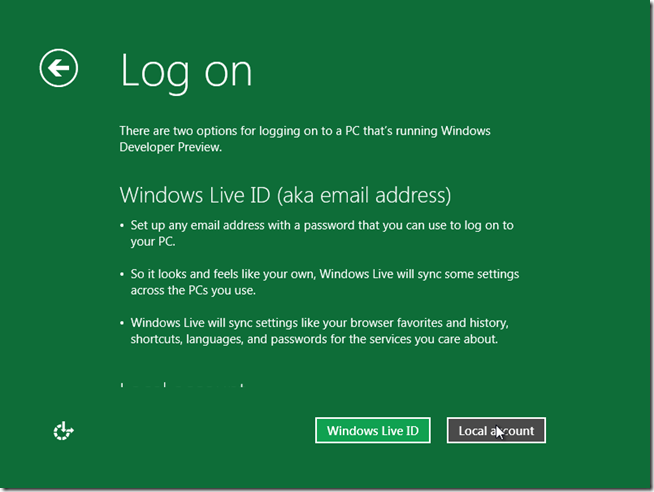 Log on
There are two options for logging on to a PC that's running Windows
Developer Preview.
Windows Live ID (aka email address)
• Set up any email address with a password that you can use to log on to
your PC.
• So it looks and feels like your own, Windows Live will sync some settings
across the PCs you use.
• Windows Live will sync settings like your browser favorites and history,
shortcuts, languages, and passwords for the services you care about.
Windows Live ID
Local account